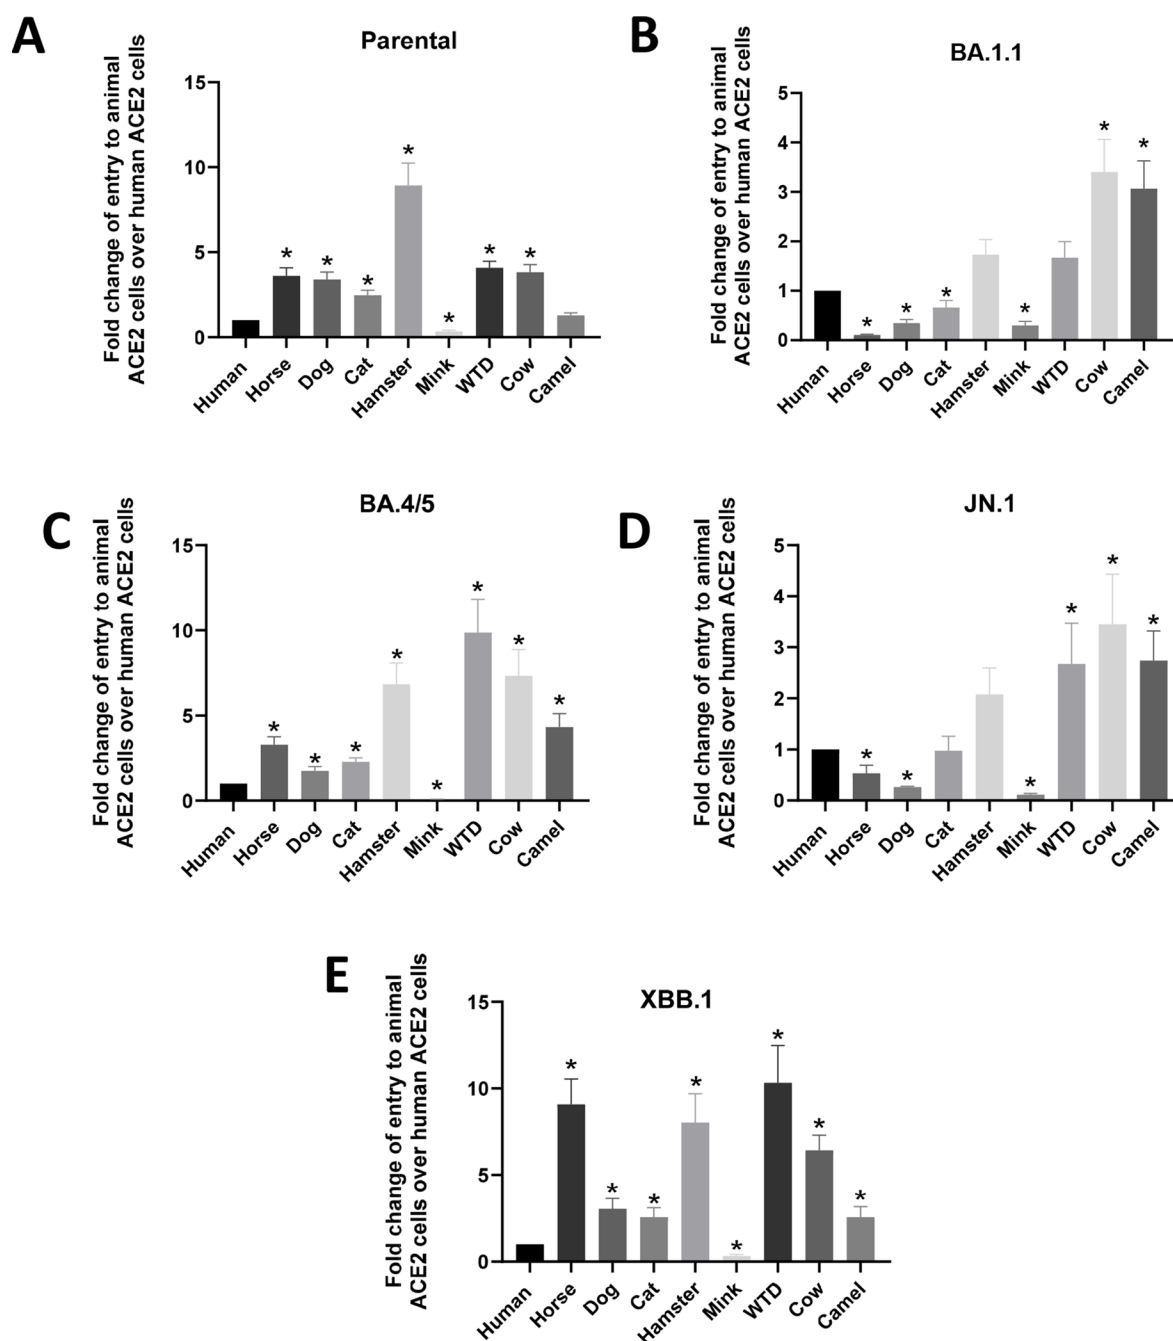 A
Parental
Fold change of entry to animal
ACE2 cells over human ACE2 cells
15
10
5
0
* * * * * * *
Human Horse Dog Cat Hamster Mink WTD Cow Camel
B
BA.1.1
Fold change of entry to animal
ACE2 cells over human ACE2 cells
5
4
3
2
1
0
* * * * * *
Human Horse Dog Cat Hamster Mink WTD Cow Camel
C
BA.4/5
Fold change of entry to animal
ACE2 cells over human ACE2 cells
15
10
5
0
* * * * * * * *
Human Horse Dog Cat Hamster Mink WTD Cow Camel
D
JN.1
Fold change of entry to animal
ACE2 cells over human ACE2 cells
5
4
3
2
1
0
* * * * * *
Human Horse Dog Cat Hamster Mink WTD Cow Camel
E
XBB.1
Fold change of entry to animal
ACE2 cells over human ACE2 cells
15
10
5
0
* * * * * * * *
Human Horse Dog Cat Hamster Mink WTD Cow Camel